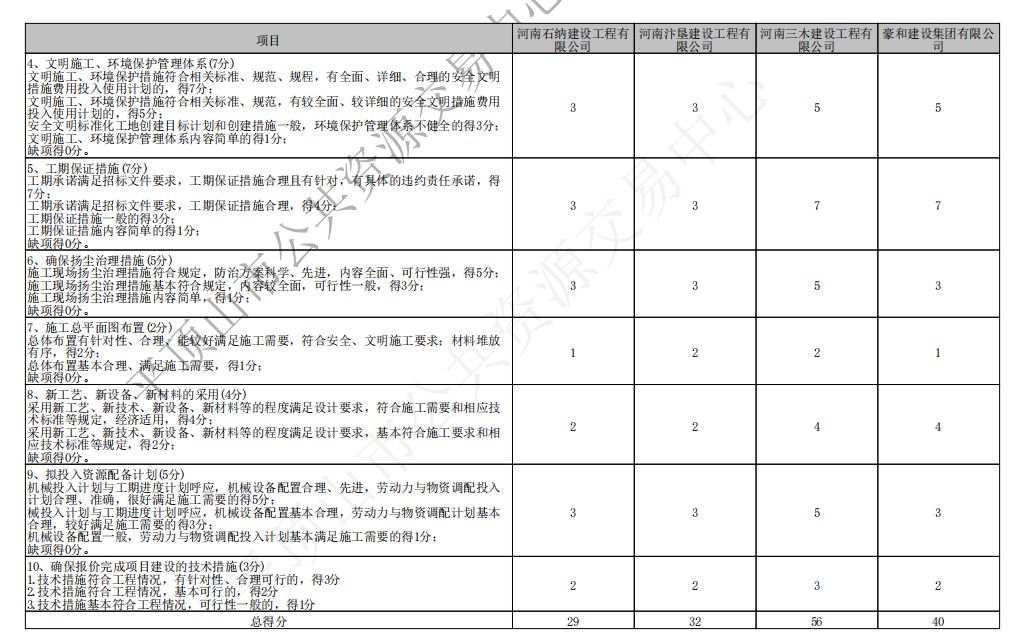 项目
河南石纳建设工程有
限公司
河南汴垦建设工程有
限公司
河南三木建设工程有
限公司
豪和建设集团有限公
司
4、文明施工、环境保护管理体系(7分)
文明施工、环境保护措施符合相关标准、规范、规程，有全面、详细、合理的安全文明
措施费用投入使用计划的，得7分；
文明施工、环境保护措施符合相关标准、规范，有较全面、较详细的安全文明措施费用
投入使用计划的，得5分；
安全文明标准化工地创建目标计划和创建措施一般，环境保护管理体系不健全的得3分；
文明施工、环境保护管理体系内容简单的得1分；
缺项得0分。
3
3
5
5
5、工期保证措施(7分)
工期承诺满足招标文件要求，工期保证措施合理且有针对，有具体的违约责任承诺，得
7分；
工期承诺满足招标文件要求，工期保证措施合理，得4分；
工期保证措施一般的得3分；
工期保证措施内容简单的得1分；
缺项得0分。
3
3
7
7
6、确保扬尘治理措施(5分)
施工现场扬尘治理措施符合规定，防治方案科学、先进，内容全面、可行性强，得5分；
施工现场扬尘治理措施基本符合规定，内容较全面，可行性一般，得3分；
施工现场扬尘治理措施内容简单，得1分；
缺项得0分。
3
3
5
3
7、施工总平面图布置(2分)
总体布置有针对性、合理、能较好满足施工需要，符合安全、文明施工要求；材料堆放
有序，得2分；
总体布置基本合理、满足施工需要，得1分；
缺项得0分。
1
2
2
1
8、新工艺、新设备、新材料的采用(4分)
采用新工艺、新技术、新设备、新材料等的程度满足设计要求，符合施工需要和相应技
术标准等规定，经济适用，得4分；
采用新工艺、新技术、新设备、新材料等的程度满足设计要求，基本符合施工要求和相
应技术标准等规定，得2分；
缺项得0分。
2
2
4
4
9、拟投入资源配备计划(5分)
机械投入计划与工期进度计划呼应，机械设备配置合理、先进，劳动力与物资调配投入
计划合理、准确，很好满足施工需要的得5分；
械投入计划与工期进度计划呼应，机械设备配置基本合理，劳动力与物资调配计划基本
合理，较好满足施工需要的得3分；
机械设备配置一般，劳动力与物资调配投入计划基本满足施工需要的得1分；
缺项得0分。
3
3
5
3
10、确保报价完成项目建设的技术措施(3分)
1.技术措施符合工程情况，有针对性、合理可行的，得3分
2.技术措施符合工程情况，基本可行的，得2分
3.技术措施基本符合工程情况，可行性一般的，得1分
2
2
3
2
总得分
29
32
56
40
平顶山市公共资源交易中心
平顶山市公共资源交易中心